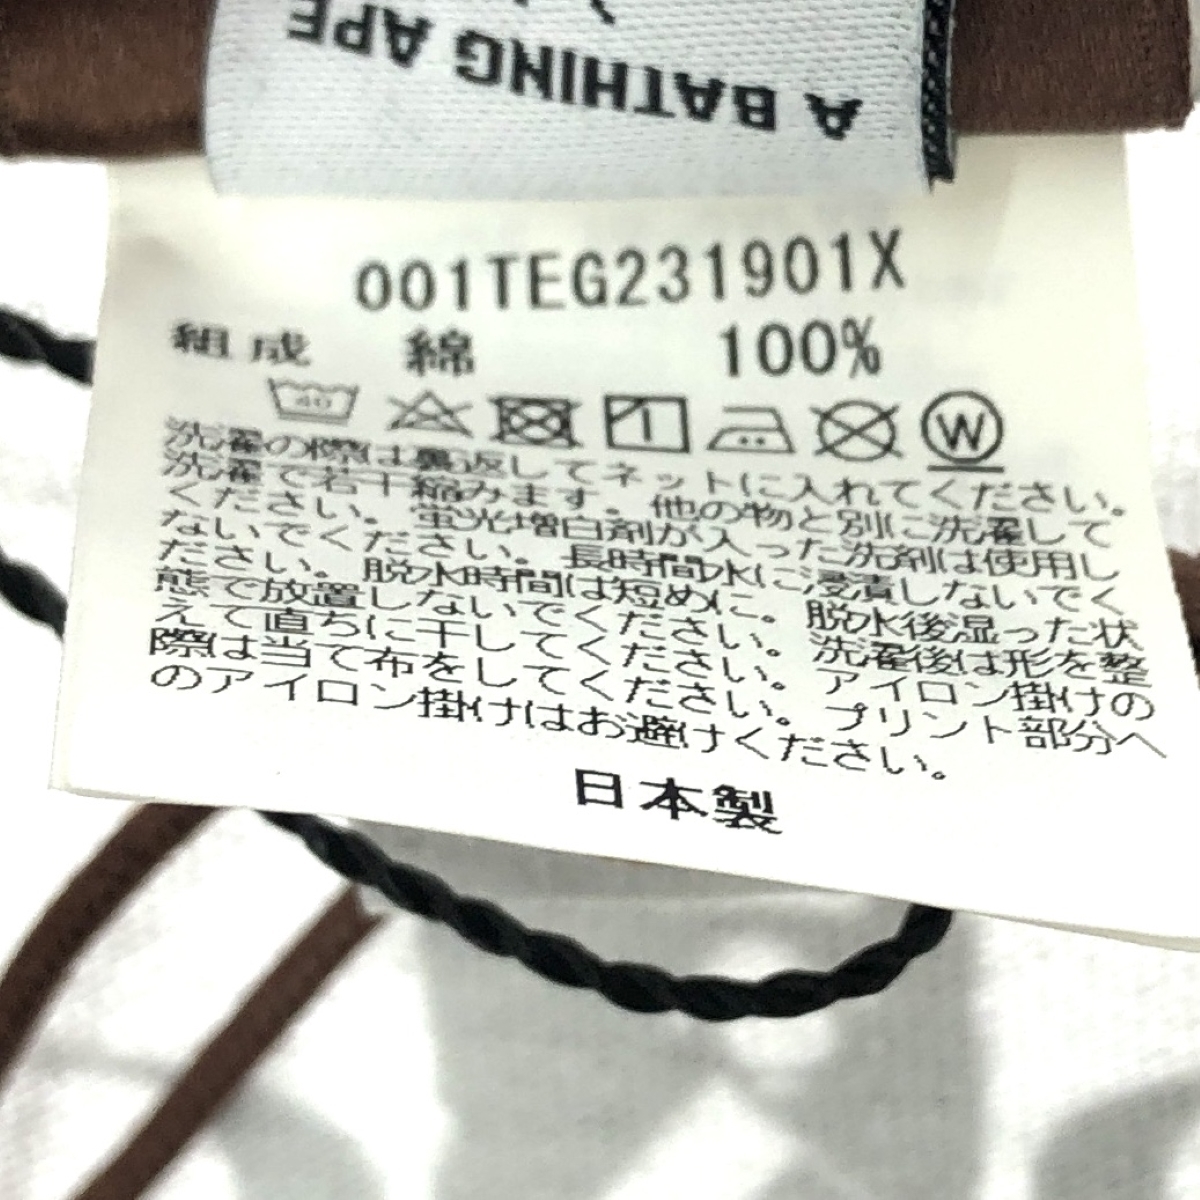 A BATHING APE
001TEG231901X
組成 綿 100%
40
W
洗濯の際は裏返してネットに入れてください。
洗濯で若干縮みます。他の物と別に洗濯して
ください。蛍光増白剤が入った洗剤は使用し
ないでください。長時間水に浸漬しないでく
ださい。脱水時間は短めに。脱水後湿った状
態で放置しないでください。洗濯後は形を整
えて直ちに干してください。アイロン掛けの
際は当て布をしてください。プリント部分へ
のアイロン掛けはお避けください。
日本製